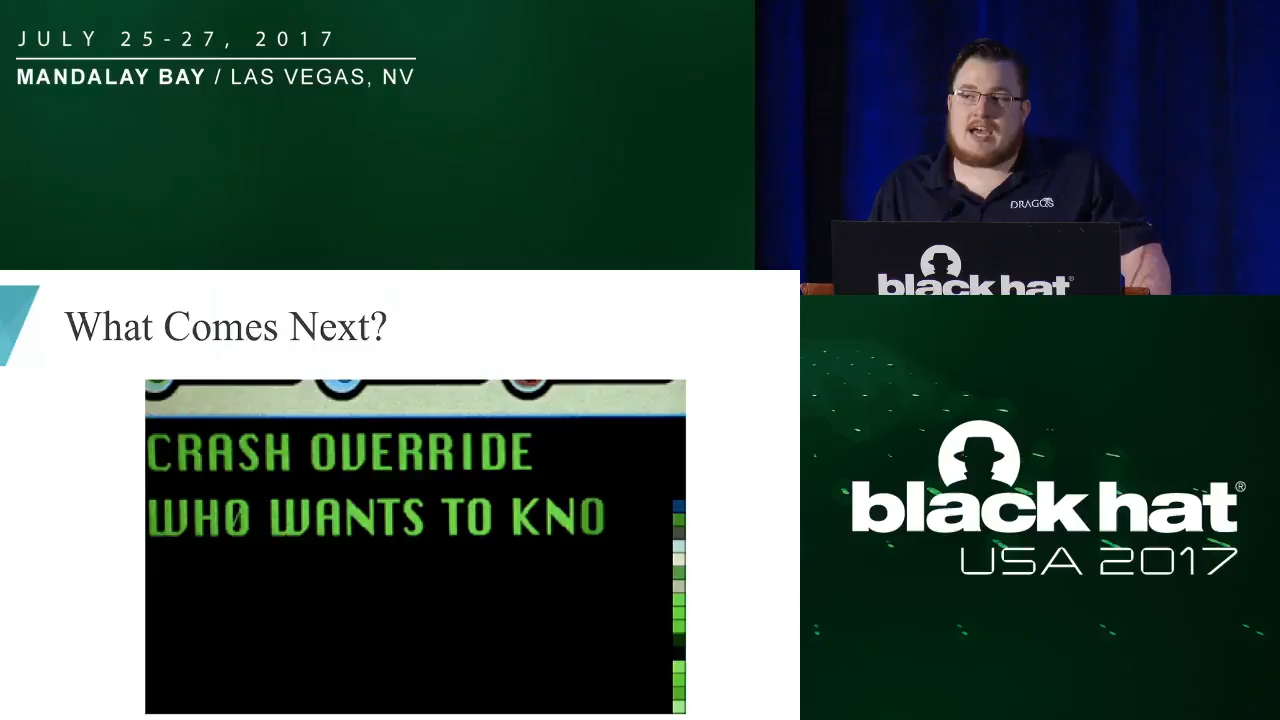 JULY 25-27, 2017
MANDALAY BAY / LAS VEGAS, NV
DRAGOS
black hat®
What Comes Next?
CRASH OVERRIDE
WHO WANTS TO KNO
black hat®
USA 2017